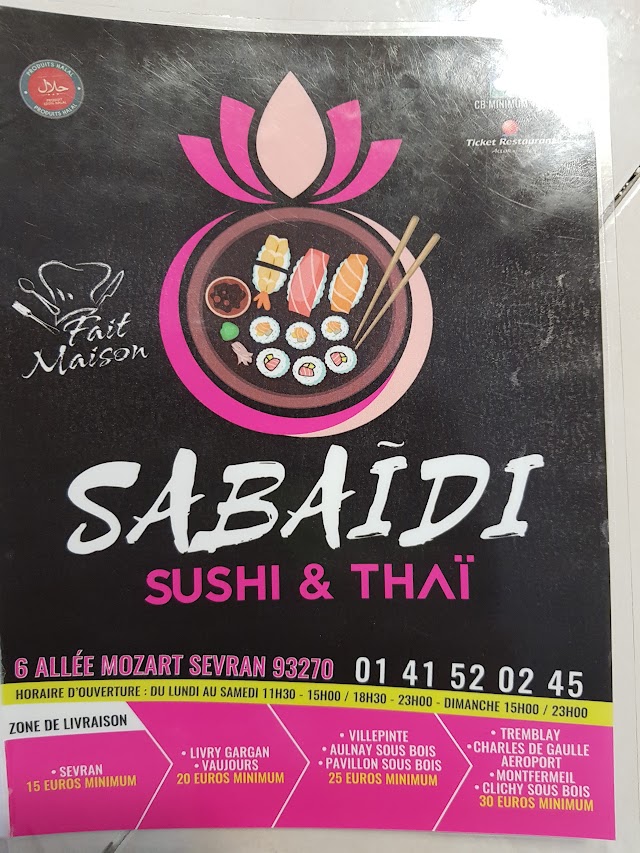 PRODUITS HALAL
حلال
PRODUITS HALAL
CB MINIMUM
Ticket Restaurant
Fait
Maison
SABAÏDI
SUSHI & THAÏ
6 ALLÉE MOZART SEVRAN 93270 01 41 52 02 45
HORAIRE D'OUVERTURE : DU LUNDI AU SAMEDI 11H30 - 15H00 / 18H30 - 23H00 - DIMANCHE 15H00 / 23H00
ZONE DE LIVRAISON
• SEVRAN
15 EUROS MINIMUM
• LIVRY GARGAN
• VAUJOURS
20 EUROS MINIMUM
• VILLEPINTE
• AULNAY SOUS BOIS
• PAVILLON SOUS BOIS
25 EUROS MINIMUM
• TREMBLAY
• CHARLES DE GAULLE
AEROPORT
• MONTFERMEIL
• CLICHY SOUS BOIS
30 EUROS MINIMUM